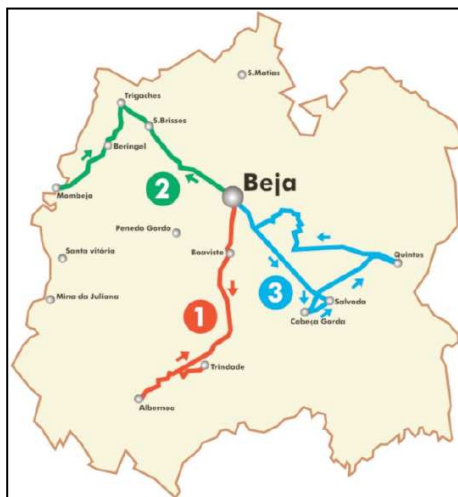 S.Matias
Trigaches
S.Brissos
Beringel
Mombeja
2
Beja
Penedo Gordo
Boavista
Santa vitória
Quintos
3
Mina da Juliana
Salvada
1
Cabeça Gorda
Trindade
Albernoa